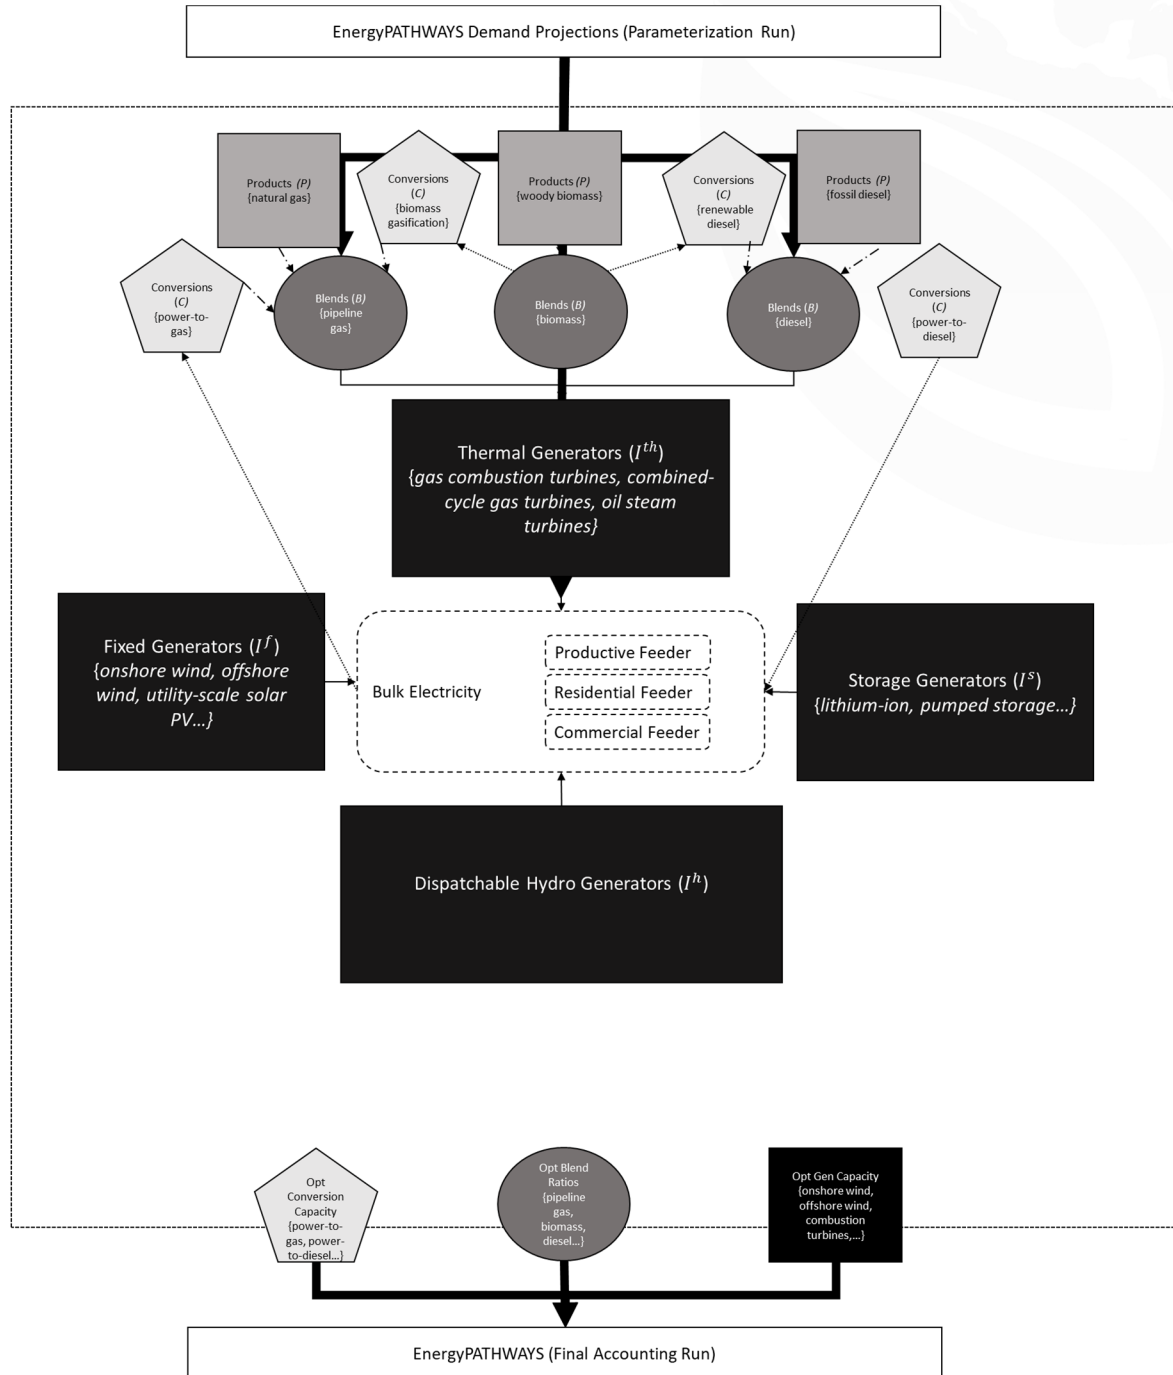 EnergyPATHWAYS Demand Projections (Parameterization Run)
Products (P)
{natural gas}
Conversions
(C)
{biomass
gasification}
Products (P)
{woody biomass}
Conversions
(C)
{renewable
diesel}
Products (P)
{fossil diesel}
Conversions
(C)
{power-to-
gas}
Blends (B)
{pipeline
gas}
Blends (B)
{biomass}
Blends (B)
{diesel}
Conversions
(C)
{power-to-
diesel}
Thermal Generators (I^th)
{gas combustion turbines, combined-
cycle gas turbines, oil steam
turbines}
Fixed Generators (I^f)
{onshore wind, offshore
wind, utility-scale solar
PV...}
Bulk Electricity
Productive Feeder
Residential Feeder
Commercial Feeder
Storage Generators (I^s)
{lithium-ion, pumped storage...}
Dispatchable Hydro Generators (I^h)
Opt
Conversion
Capacity
{power-to-
gas, power-
to-diesel...}
Opt Blend
Ratios
{pipeline
gas,
biomass,
diesel...}
Opt Gen Capacity
{onshore wind,
offshore wind,
combustion
turbines,...}
EnergyPATHWAYS (Final Accounting Run)